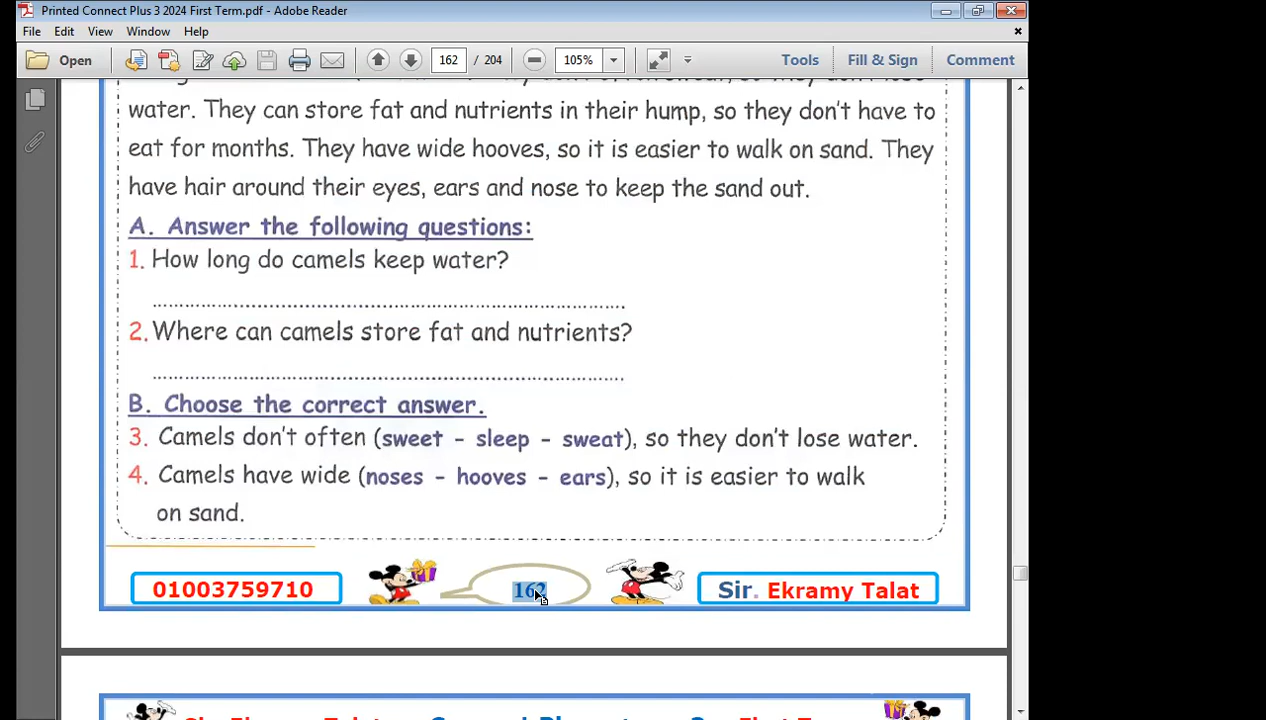 Printed Connect Plus 3 2024 First Term.pdf - Adobe Reader
File Edit View Window Help
Open 162 / 204 105% Tools Fill & Sign Comment
water. They can store fat and nutrients in their hump, so they don't have to
eat for months. They have wide hooves, so it is easier to walk on sand. They
have hair around their eyes, ears and nose to keep the sand out.
A. Answer the following questions:
1. How long do camels keep water?
2. Where can camels store fat and nutrients?
B. Choose the correct answer.
3. Camels don't often (sweet - sleep - sweat), so they don't lose water.
4. Camels have wide (noses - hooves - ears), so it is easier to walk
on sand.
01003759710 162 Sir. Ekramy Talat